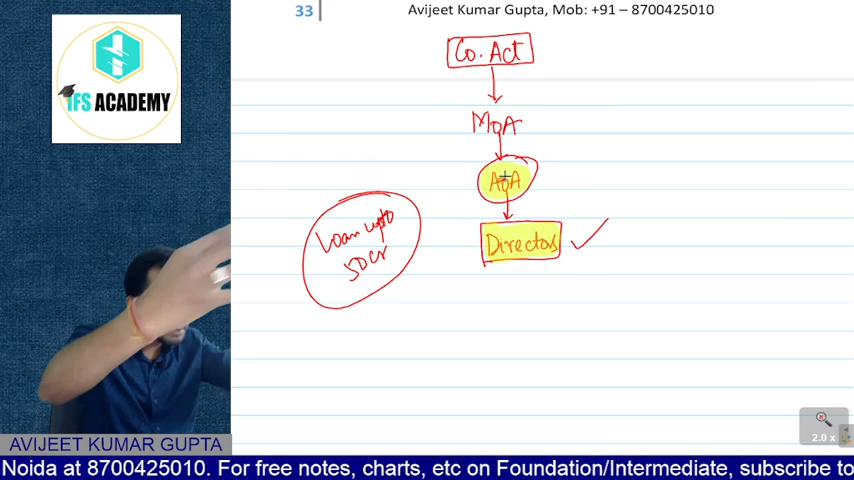 33
Avijeet Kumar Gupta, Mob: +91 – 8700425010
IFS ACADEMY
Co. Act
MOA
AOA
Directors
Loan upto
50cr
2.0 x
AVIJEET KUMAR GUPTA
Noida at 8700425010. For free notes, charts, etc on Foundation/Intermediate, subscribe to